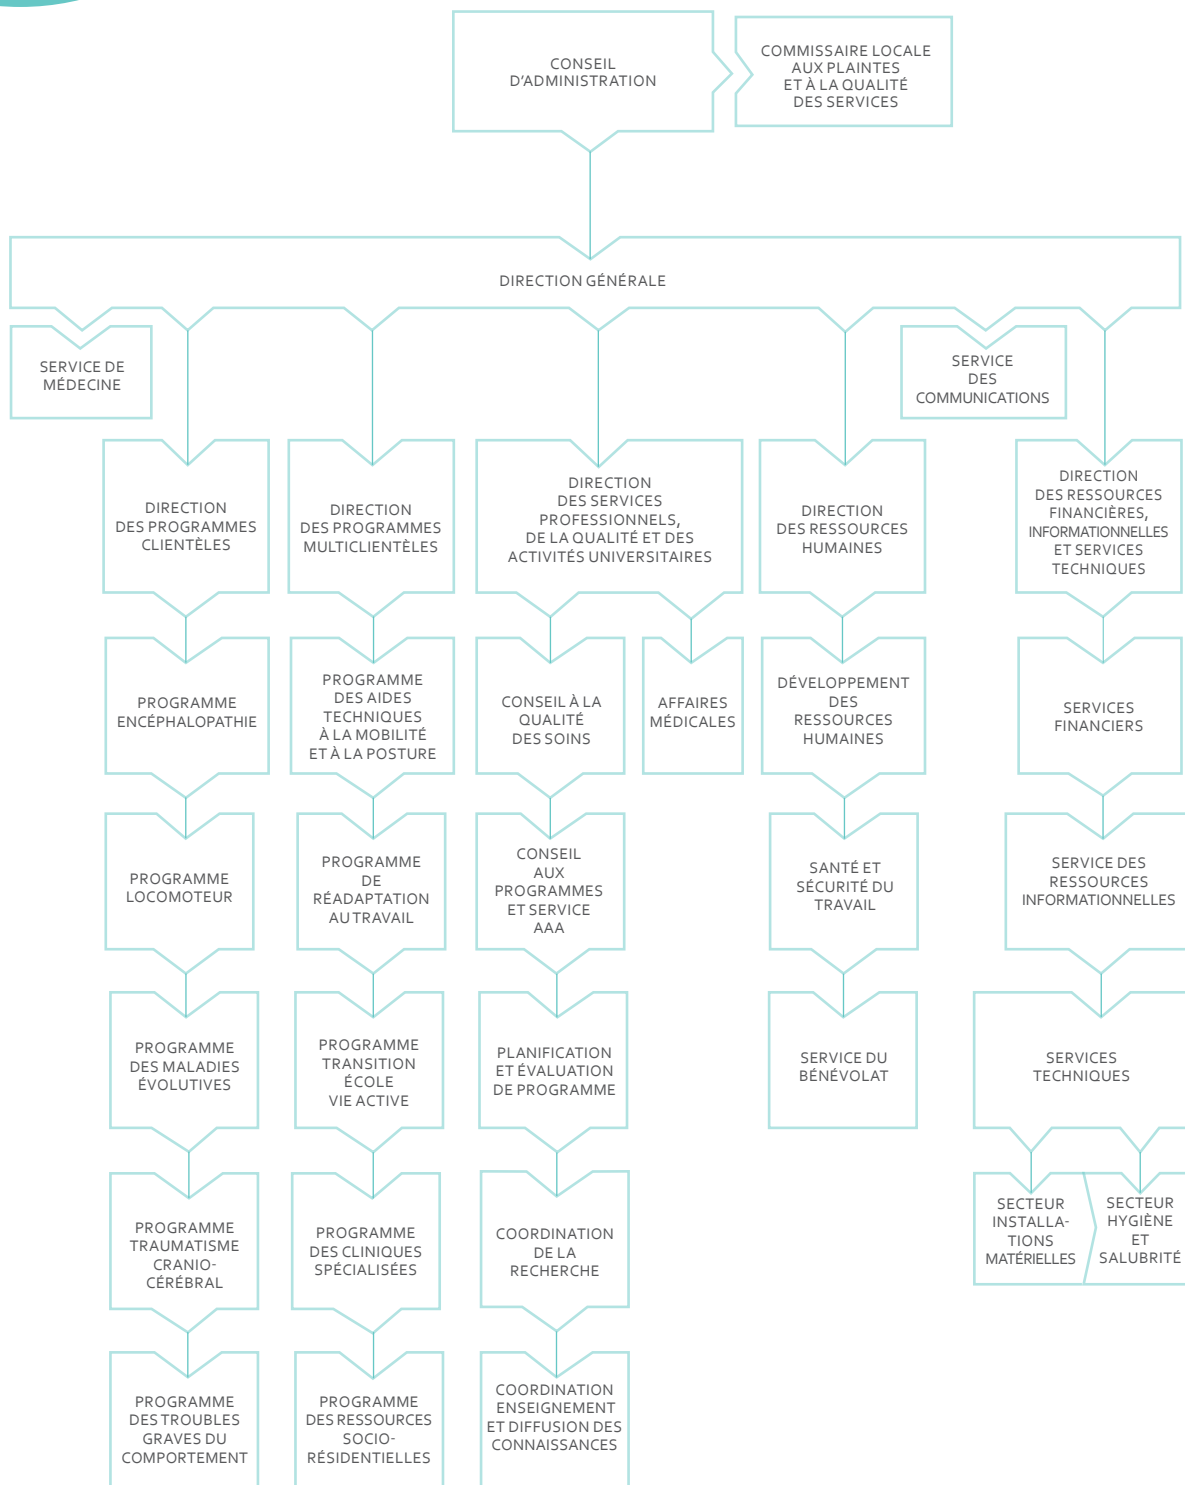 CONSEIL
D'ADMINISTRATION
COMMISSAIRE LOCALE
AUX PLAINTES
ET À LA QUALITÉ
DES SERVICES
DIRECTION GÉNÉRALE
SERVICE DE
MÉDECINE
SERVICE
DES
COMMUNICATIONS
DIRECTION
DES PROGRAMMES
CLIENTÈLES
DIRECTION
DES PROGRAMMES
MULTICLIENTÈLES
DIRECTION
DES SERVICES
PROFESSIONNELS,
DE LA QUALITÉ ET DES
ACTIVITÉS UNIVERSITAIRES
DIRECTION
DES RESSOURCES
HUMAINES
DIRECTION
DES RESSOURCES
FINANCIÈRES,
INFORMATIONNELLES
ET SERVICES
TECHNIQUES
PROGRAMME
ENCÉPHALOPATHIE
PROGRAMME
DES AIDES
TECHNIQUES
À LA MOBILITÉ
ET À LA POSTURE
CONSEIL À LA
QUALITÉ
DES SOINS
AFFAIRES
MÉDICALES
DÉVELOPPEMENT
DES
RESSOURCES
HUMAINES
SERVICES
FINANCIERS
PROGRAMME
LOCOMOTEUR
PROGRAMME
DE
RÉADAPTATION
AU TRAVAIL
CONSEIL
AUX
PROGRAMMES
ET SERVICE
AAA
SANTÉ ET
SÉCURITÉ DU
TRAVAIL
SERVICE DES
RESSOURCES
INFORMATIONNELLES
PROGRAMME
DES MALADIES
ÉVOLUTIVES
PROGRAMME
TRANSITION
ÉCOLE
VIE ACTIVE
PLANIFICATION
ET ÉVALUATION
DE PROGRAMME
SERVICE DU
BÉNÉVOLAT
SERVICES
TECHNIQUES
PROGRAMME
TRAUMATISME
CRANIO-
CÉRÉBRAL
PROGRAMME
DES CLINIQUES
SPÉCIALISÉES
COORDINATION
DE LA
RECHERCHE
SECTEUR
INSTALLA-
TIONS
MATÉRIELLES
SECTEUR
HYGIÈNE
ET
SALUBRITÉ
PROGRAMME
DES TROUBLES
GRAVES DU
COMPORTEMENT
PROGRAMME
DES RESSOURCES
SOCIO-
RÉSIDENTIELLES
COORDINATION
ENSEIGNEMENT
ET DIFFUSION DES
CONNAISSANCES